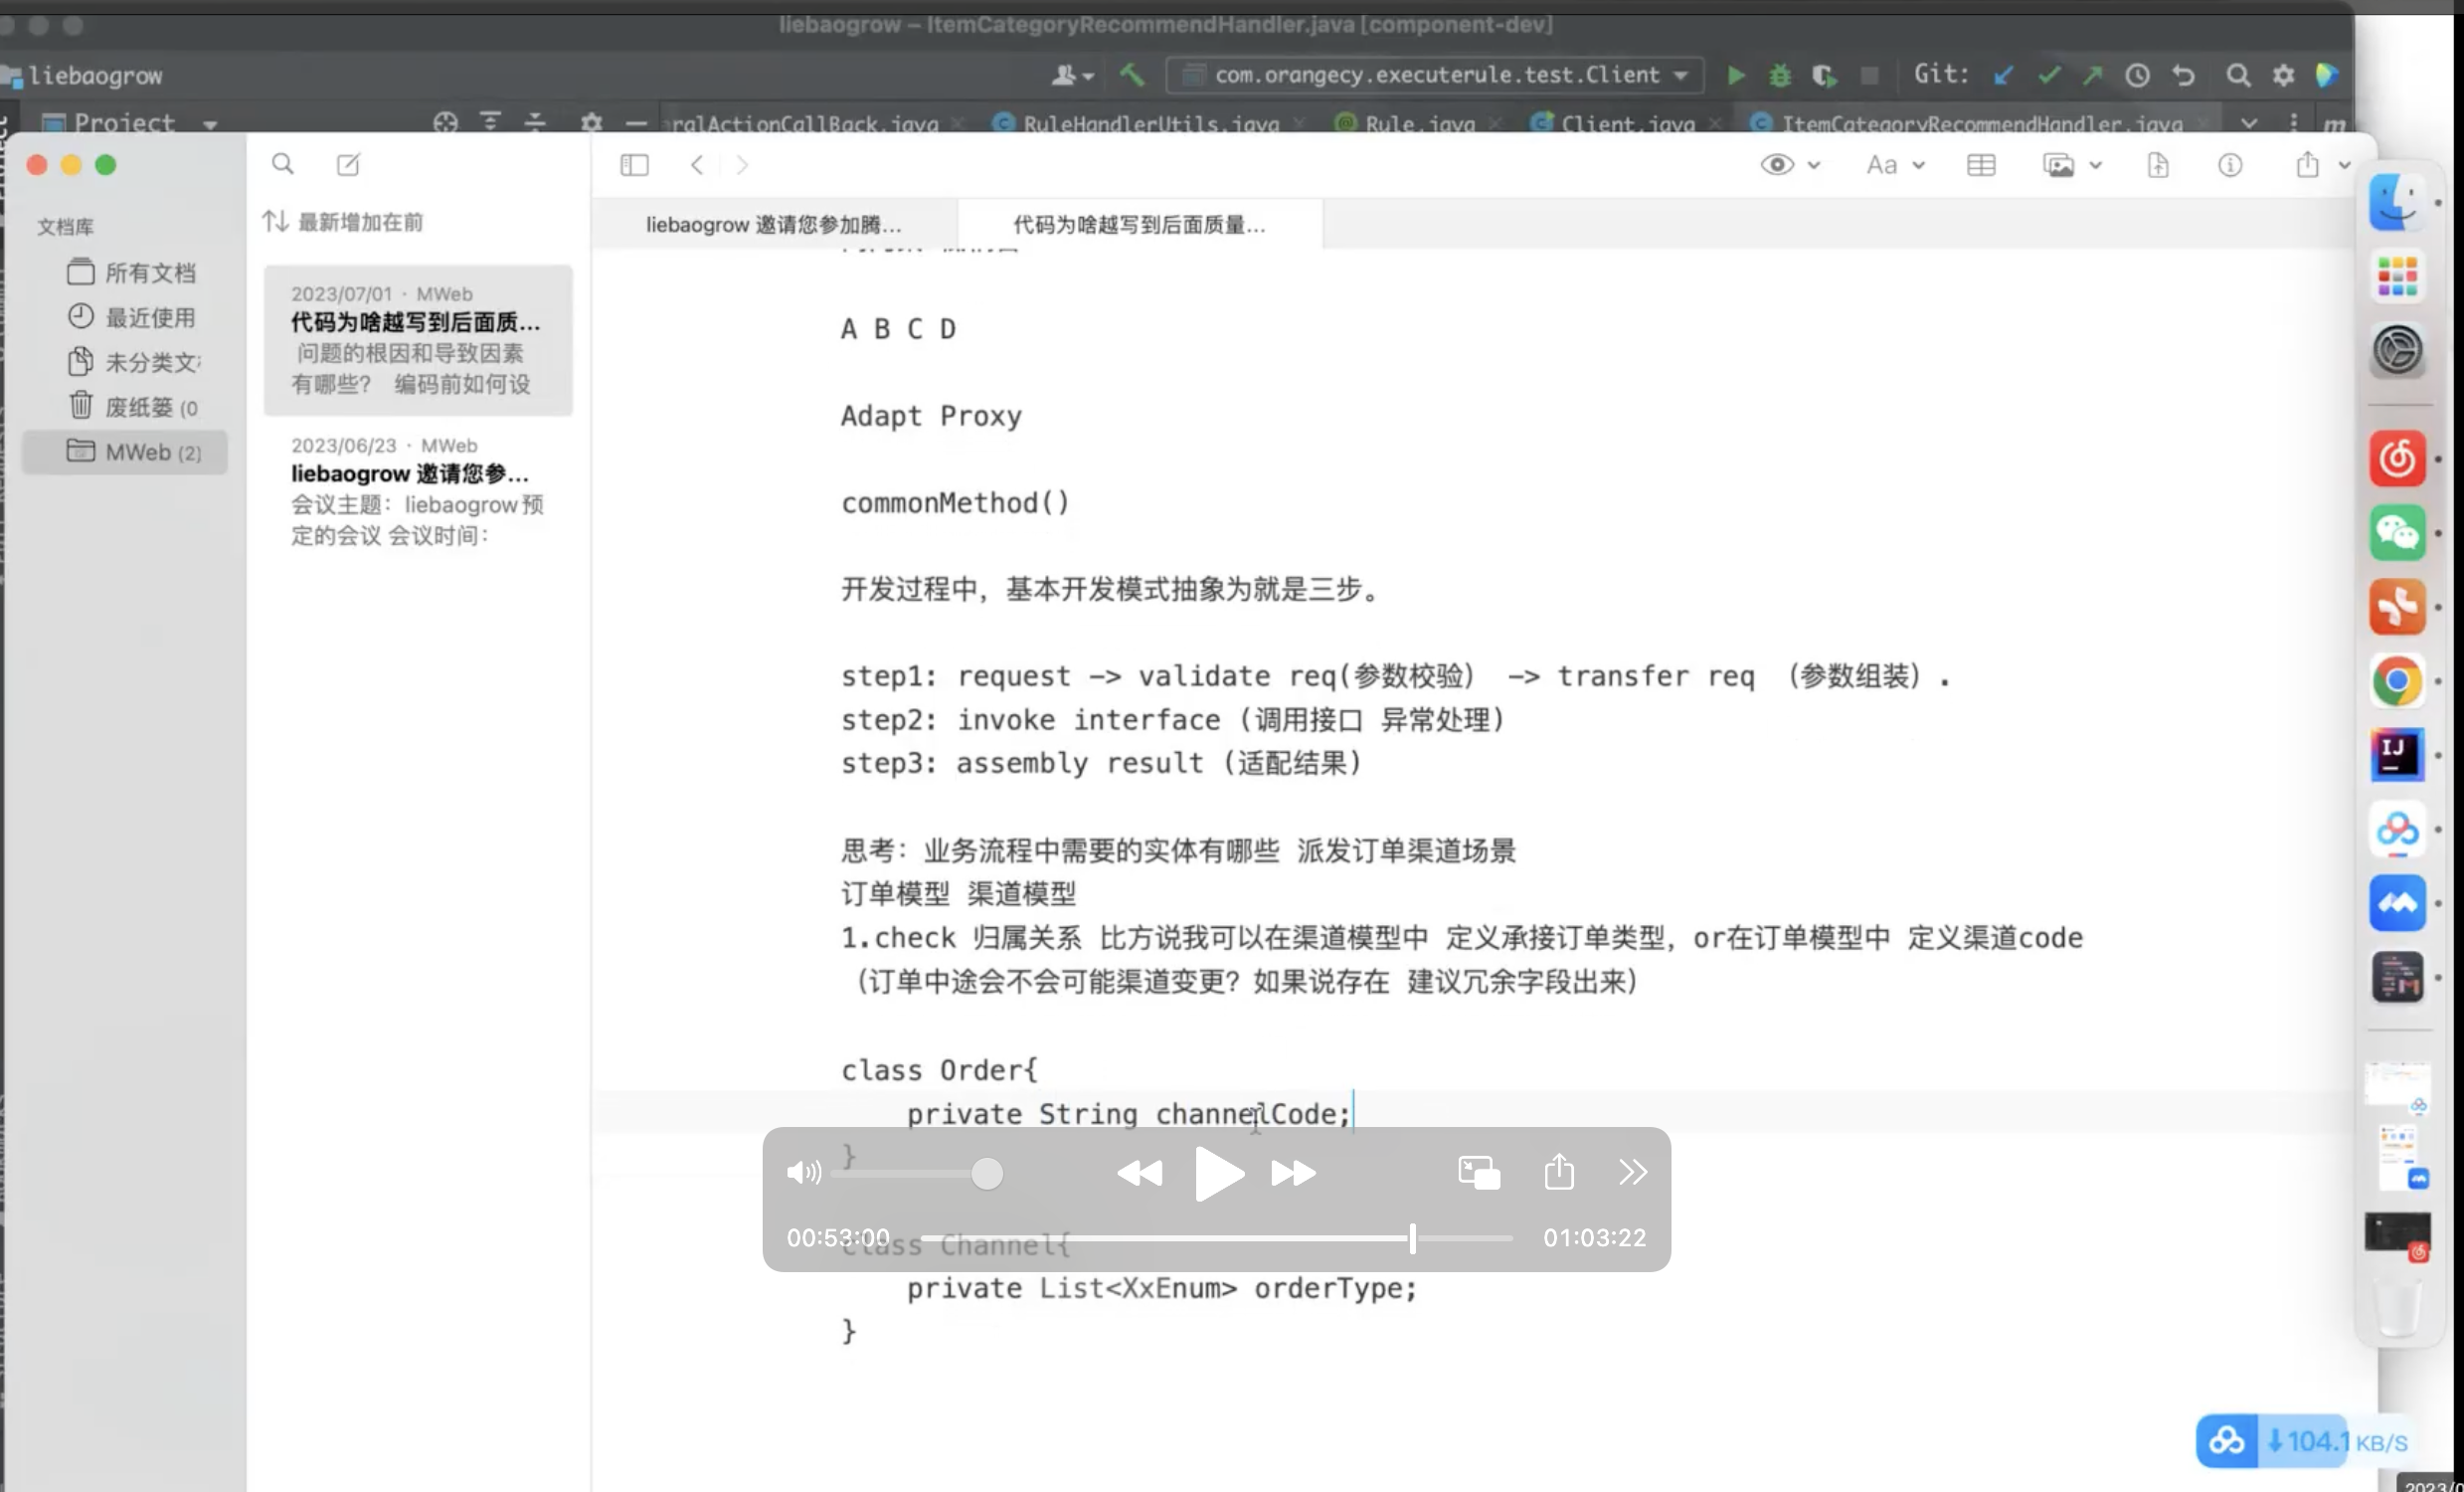 liebaogrow – ItemCategoryRecommendHandler.java [component-dev]
liebaogrow
com.orangecy.executerule.test.Client
Git:
Project
ralActionCallBack.java
RuleHandlerUtils.java
Rule.java
Client.java
ItemCategoryRecommendHandler.java
m
文档库
所有文档
最近使用
未分类文
废纸篓 (0
MWeb (2)
最新增加在前
2023/07/01 · MWeb
代码为啥越写到后面质...
问题的根因和导致因素
有哪些? 编码前如何设
2023/06/23 · MWeb
liebaogrow 邀请您参...
会议主题：liebaogrow预
定的会议 会议时间：
Aa
liebaogrow 邀请您参加腾...
代码为啥越写到后面质量...
A B C D
Adapt Proxy
commonMethod()
开发过程中，基本开发模式抽象为就是三步。
step1: request —> validate req(参数校验） —> transfer req （参数组装）.
step2: invoke interface (调用接口 异常处理)
step3: assembly result (适配结果)
思考：业务流程中需要的实体有哪些 派发订单渠道场景
订单模型 渠道模型
1.check 归属关系 比方说我可以在渠道模型中 定义承接订单类型，or在订单模型中 定义渠道code
（订单中途会不会可能渠道变更？如果说存在 建议冗余字段出来）
class Order{
private String channelCode;
}
class Channel{
private List<XxEnum> orderType;
}
00:53:00
01:03:22
IJ
104.1 KB/S